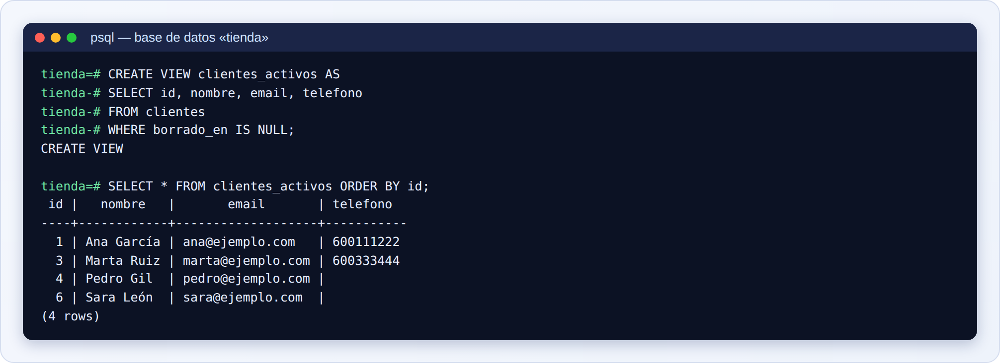 psql — base de datos «tienda»
tienda=# CREATE VIEW clientes_activos AS
tienda-# SELECT id, nombre, email, telefono
tienda-# FROM clientes
tienda-# WHERE borrado_en IS NULL;
CREATE VIEW

tienda=# SELECT * FROM clientes_activos ORDER BY id;
 id |   nombre   |       email       | telefono
----+------------+-------------------+-----------
  1 | Ana García | ana@ejemplo.com   | 600111222
  3 | Marta Ruiz | marta@ejemplo.com | 600333444
  4 | Pedro Gil  | pedro@ejemplo.com |
  6 | Sara León  | sara@ejemplo.com  |
(4 rows)